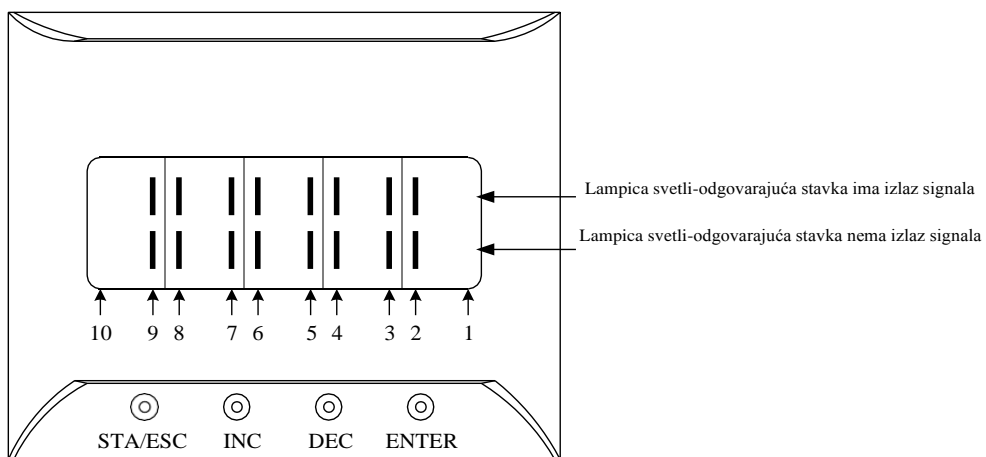 Lampica svetli-odgovarajuća stavka ima izlaz signala
Lampica svetli-odgovarajuća stavka nema izlaz signala
10 9 8 7 6 5 4 3 2 1
STA/ESC INC DEC ENTER